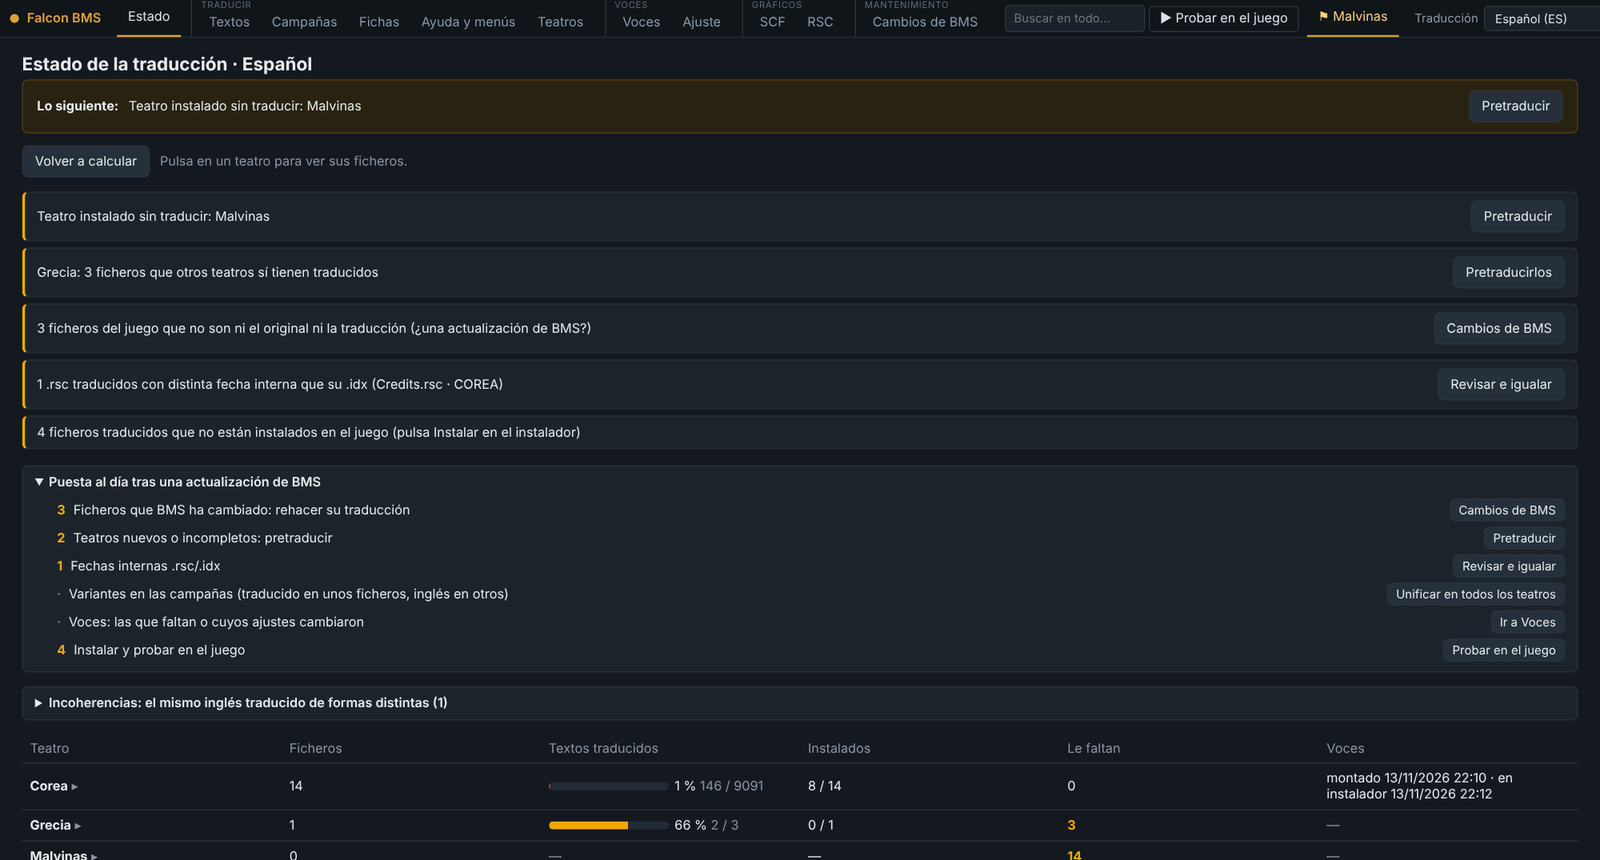 Falcon BMS
Estado
TRADUCIR
Textos
Campañas
Fichas
Ayuda y menús
Teatros
VOCES
Voces
Ajuste
GRÁFICOS
SCF
RSC
MANTENIMIENTO
Cambios de BMS
Buscar en todo...
▶ Probar en el juego
⚑ Malvinas
Traducción
Español (ES)
Estado de la traducción · Español
Lo siguiente: Teatro instalado sin traducir: Malvinas
Pretraducir
Volver a calcular
Pulsa en un teatro para ver sus ficheros.
Teatro instalado sin traducir: Malvinas
Pretraducir
Grecia: 3 ficheros que otros teatros sí tienen traducidos
Pretraducirlos
3 ficheros del juego que no son ni el original ni la traducción (¿una actualización de BMS?)
Cambios de BMS
1 .rsc traducidos con distinta fecha interna que su .idx (Credits.rsc · COREA)
Revisar e igualar
4 ficheros traducidos que no están instalados en el juego (pulsa Instalar en el instalador)
▼ Puesta al día tras una actualización de BMS
3 Ficheros que BMS ha cambiado: rehacer su traducción
Cambios de BMS
2 Teatros nuevos o incompletos: pretraducir
Pretraducir
1 Fechas internas .rsc/.idx
Revisar e igualar
· Variantes en las campañas (traducido en unos ficheros, inglés en otros)
Unificar en todos los teatros
· Voces: las que faltan o cuyos ajustes cambiaron
Ir a Voces
4 Instalar y probar en el juego
Probar en el juego
▶ Incoherencias: el mismo inglés traducido de formas distintas (1)
Teatro Ficheros Textos traducidos Instalados Le faltan Voces
Corea ▸ 14 1 % 146 / 9091 8 / 14 0 montado 13/11/2026 22:10 · en
instalador 13/11/2026 22:12
Grecia ▸ 1 66 % 2 / 3 0 / 1 3 —
Malvinas ▸ 0 — — 14 —